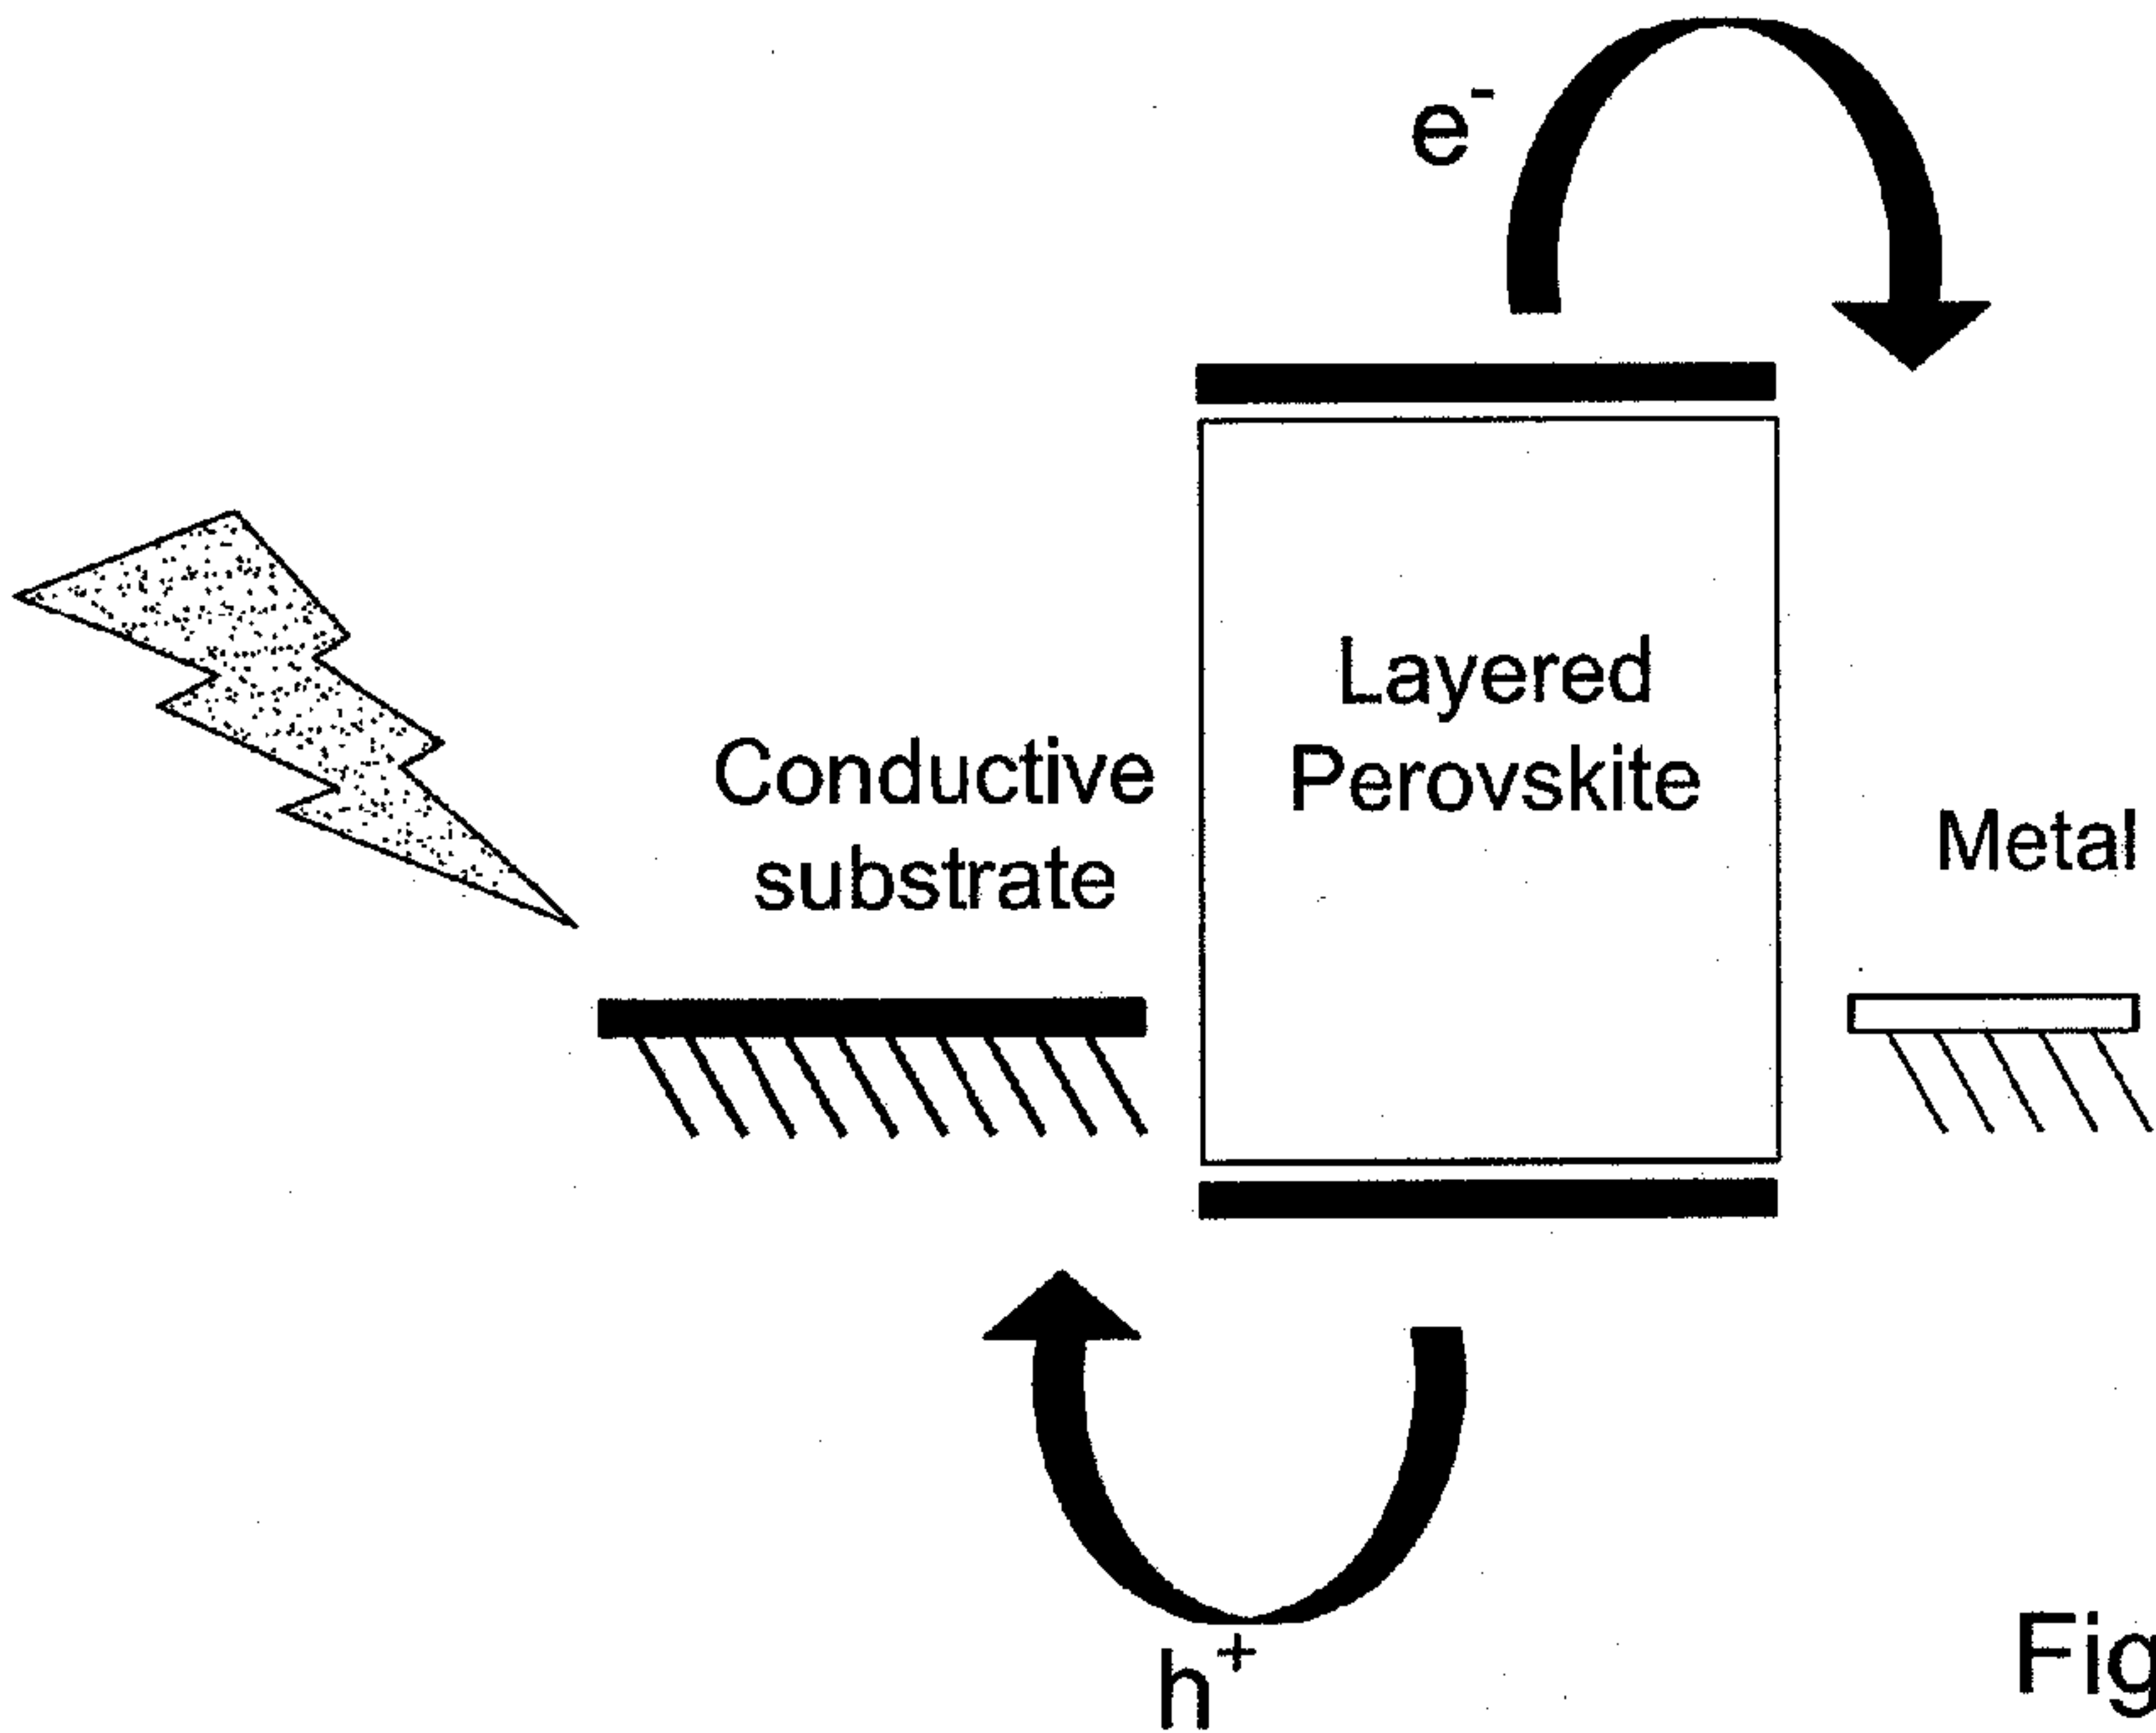 e⁻
Layered
Perovskite
Conductive
substrate
Metal
h⁺
Fig